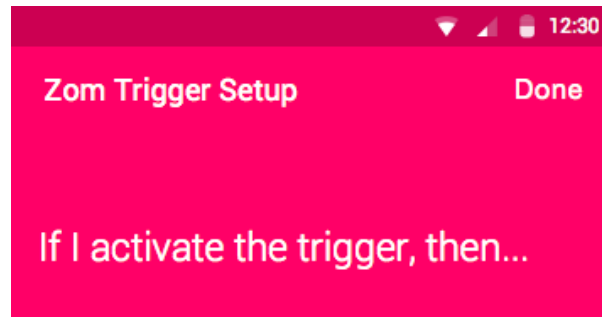 12:30
Zom Trigger Setup Done
If I activate the trigger, then...